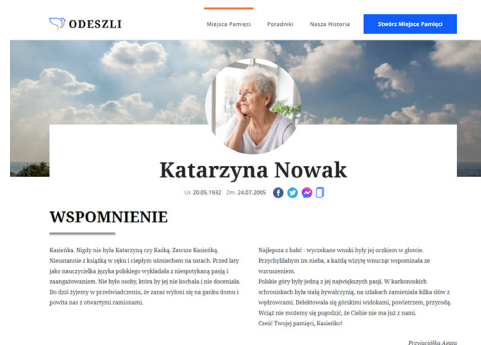 ODESZLI
Miejsca Pamięci
Poradniki
Nasza Historia
Stwórz Miejsce Pamięci
Katarzyna Nowak
Ur. 20.05.1932 Zm. 24.07.2005
WSPOMNIENIE
Kasieńka. Nigdy nie była Katarzyną czy Kaśką. Zawsze Kasieńką.
Nieustannie z książką w ręku i ciepłym uśmiechem na ustach. Przed laty
jako nauczycielka języka polskiego wykładała z niespotykaną pasją i
zaangażowaniem. Nie było osoby, która by jej nie kochała i nie doceniała.
Do dziś żyjemy w przeświadczeniu, że zaraz wyłoni się na ganku domu i
powita nas z otwartymi ramionami.
Najlepsza z babć - wyczekane wnuki były jej oczkiem w głowie.
Przychyliłabym im nieba, a każdą wizytę wnucząt wspominała ze
wzruszeniem.
Polskie góry były jedną z jej największych pasji. W karkonoskich
schroniskach była stałą bywalczynią, na szlakach zamieniała kilka słów z
wędrowcami. Delektowała się górskimi widokami, powietrzem, przyrodą.
Wciąż nie możemy się pogodzić, że Ciebie nie ma już z nami.
Cześć Twojej pamięci, Kasieńko!
Przyjaciółka Agata